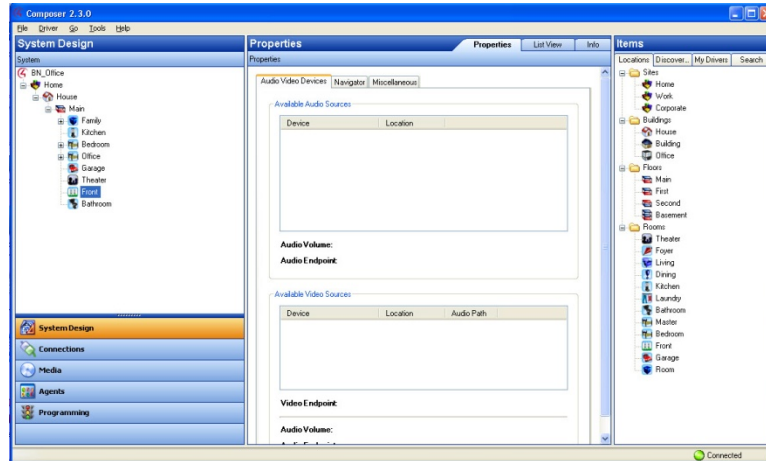 Composer 2.3.0
File Driver Go Tools Help
System Design
System
BN_Office
Home
House
Main
Family
Kitchen
Bedroom
Office
Garage
Theater
Front
Bathroom
System Design
Connections
Media
Agents
Programming
Properties
Properties List View Info
Properties
Audio Video Devices Navigator Miscellaneous
Available Audio Sources
Device Location
Audio Volume:
Audio Endpoint:
Available Video Sources
Device Location Audio Path
Video Endpoint:
Audio Volume:
Items
Locations Discover.. My Drivers Search
Sites
Home
Work
Corporate
Buildings
House
Building
Office
Floors
Main
First
Second
Basement
Rooms
Theater
Foyer
Living
Dining
Kitchen
Laundry
Bathroom
Master
Bedroom
Front
Garage
Room
Connected